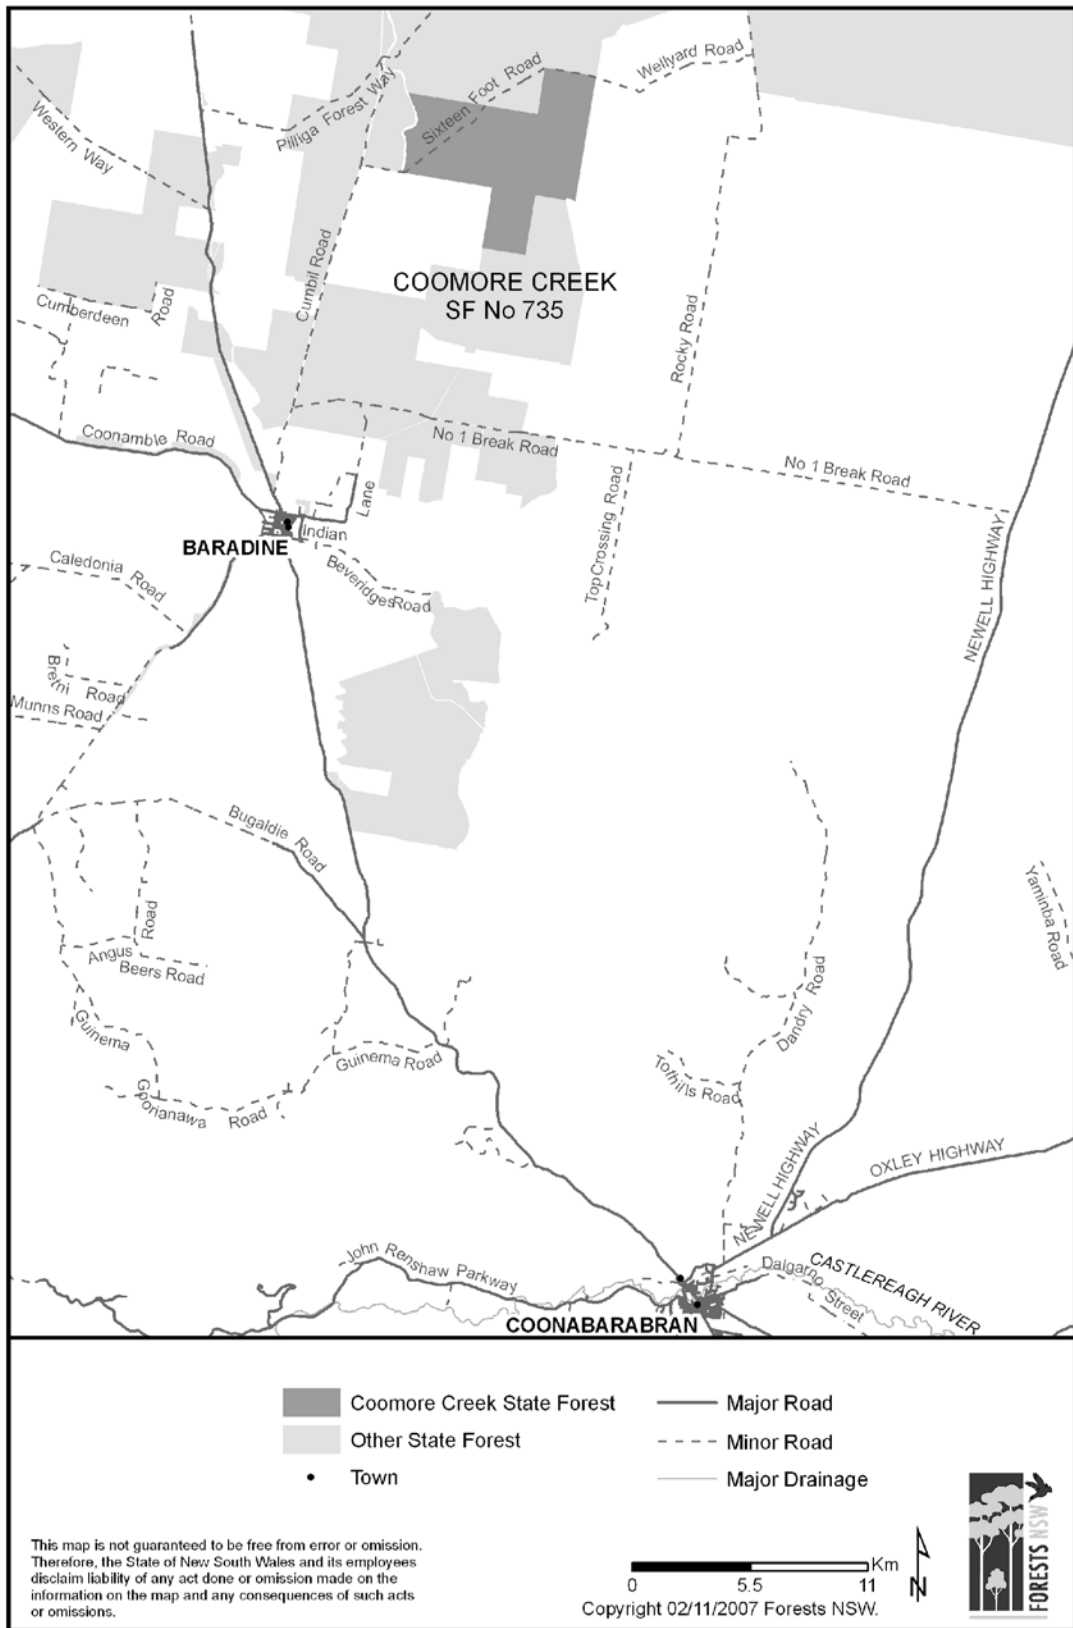 Sixteen Foot Road
Wellyard Road
Pilliga Forest Way
Western Way
Cumbil Road
COOMORE CREEK
SF No 735
Cumberdeen
Road
Rocky Road
Coonamble Road
No 1 Break Road
No 1 Break Road
Lane
Indian
TopCrossing Road
BARADINE
NEWELL HIGHWAY
Caledonia Road
BeveridgesRoad
Bremi Road
Munns Road
Bugaldie Road
Yaminba Road
Road
Angus
Beers Road
Dandry Road
Guinema
Guinema Road
Tothills Road
Goorianawa Road
NEWELL HIGHWAY
OXLEY HIGHWAY
John Renshaw Parkway
Dalgarno Street
CASTLEREAGH RIVER
COONABARABRAN
Coomore Creek State Forest
Major Road
Other State Forest
Minor Road
Town
Major Drainage
This map is not guaranteed to be free from error or omission.
Therefore, the State of New South Wales and its employees
disclaim liability of any act done or omission made on the
information on the map and any consequences of such acts
or omissions.
Km
0 5.5 11
N
Copyright 02/11/2007 Forests NSW.
FORESTS NSW